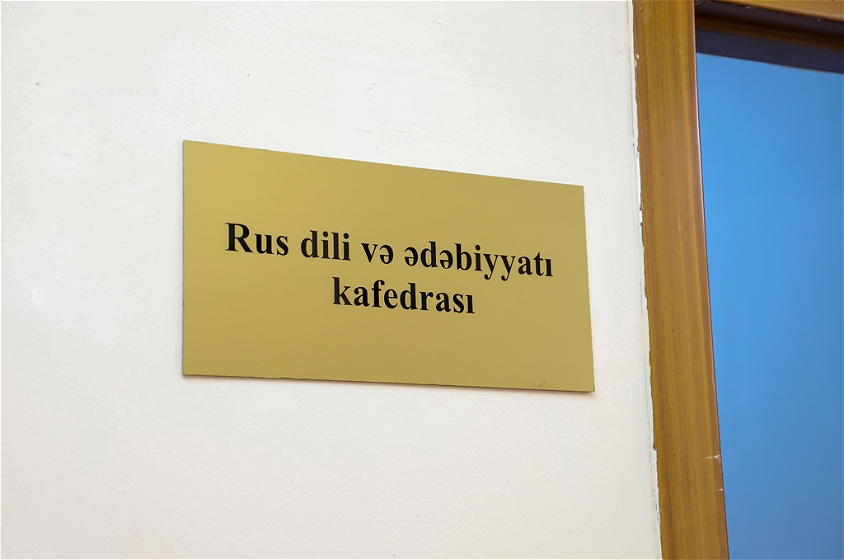 Rus dili və ədəbiyyatı
kafedrası